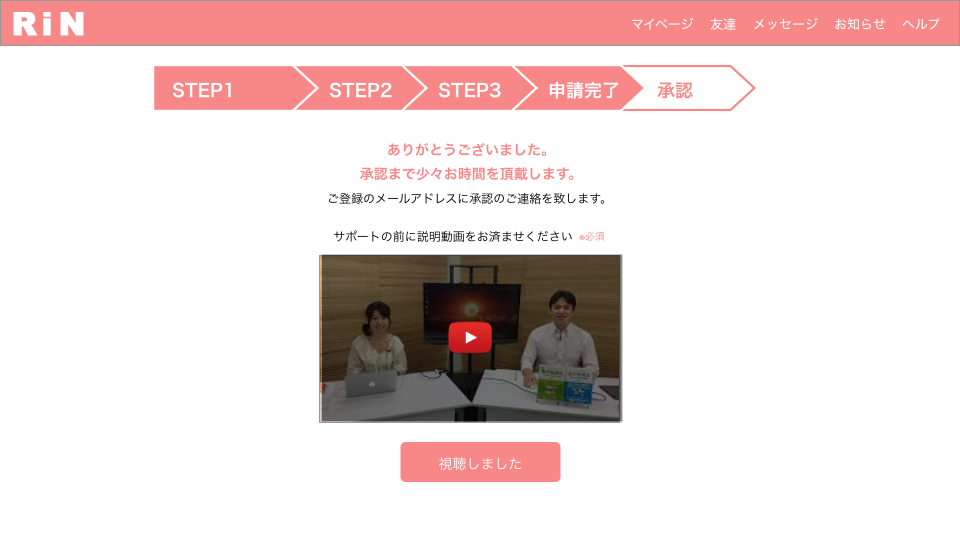 RiN
マイページ 友達 メッセージ お知らせ ヘルプ
STEP1 STEP2 STEP3 申請完了 承認
ありがとうございました。
承認まで少々お時間を頂戴します。
ご登録のメールアドレスに承認のご連絡を致します。
サポートの前に説明動画をお済ませください ※必須
視聴しました